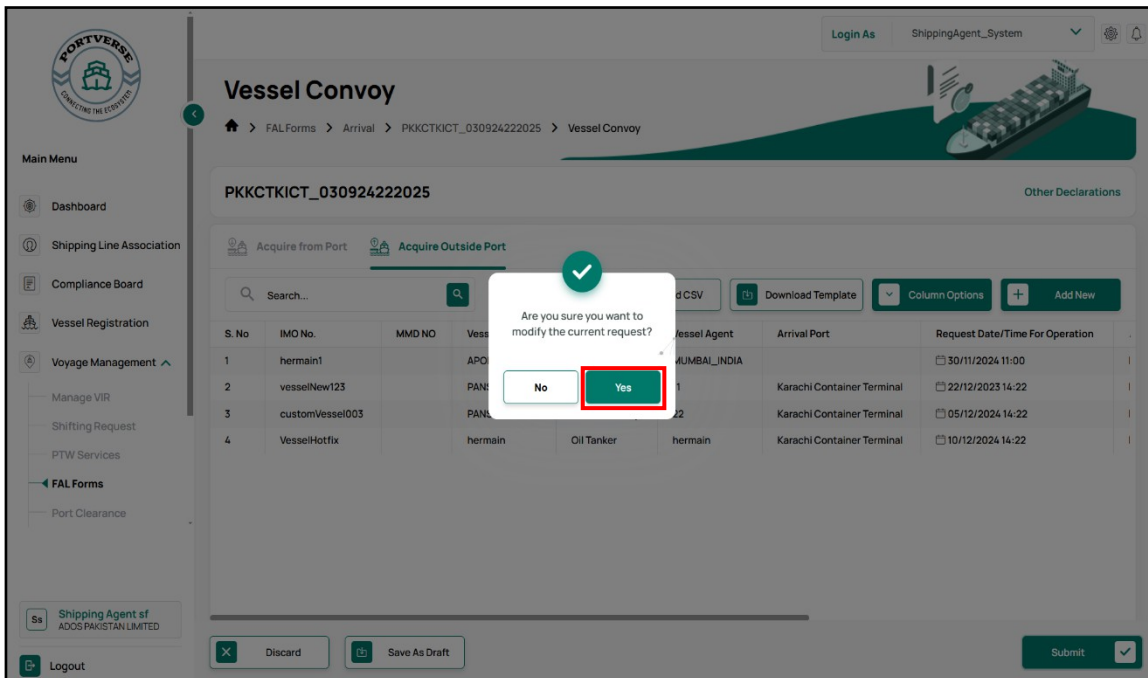 PORTVERSE
CONNECTING THE ECOSYSTEM
Login As
ShippingAgent_System
Vessel Convoy
> FAL Forms > Arrival > PKKCTKICT_030924222025 > Vessel Convoy
Main Menu
Dashboard
Shipping Line Association
Compliance Board
Vessel Registration
Voyage Management
Manage VIR
Shifting Request
PTW Services
FAL Forms
Port Clearance
Ss
Shipping Agent sf
ADOS PAKISTAN LIMITED
Logout
PKKCTKICT_030924222025
Other Declarations
Acquire from Port
Acquire Outside Port
Search...
d CSV
Download Template
Column Options
+ Add New
S. No IMO No. MMD NO Vess Vessel Agent Arrival Port Request Date/Time For Operation
1 hermain1 APO MUMBAI_INDIA 30/11/2024 11:00
2 vesselNew123 PANS Karachi Container Terminal 22/12/2023 14:22
3 customVessel003 PANS 22 Karachi Container Terminal 05/12/2024 14:22
4 VesselHotfix hermain Oil Tanker hermain Karachi Container Terminal 10/12/2024 14:22
Are you sure you want to
modify the current request?
No
Yes
Discard
Save As Draft
Submit